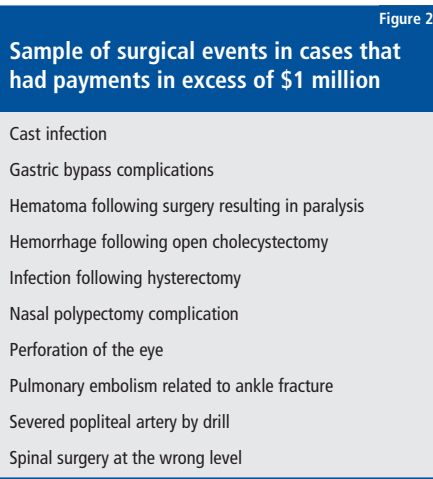 Figure 2
Sample of surgical events in cases that
had payments in excess of $1 million
Cast infection
Gastric bypass complications
Hematoma following surgery resulting in paralysis
Hemorrhage following open cholecystectomy
Infection following hysterectomy
Nasal polypectomy complication
Perforation of the eye
Pulmonary embolism related to ankle fracture
Severed popliteal artery by drill
Spinal surgery at the wrong level